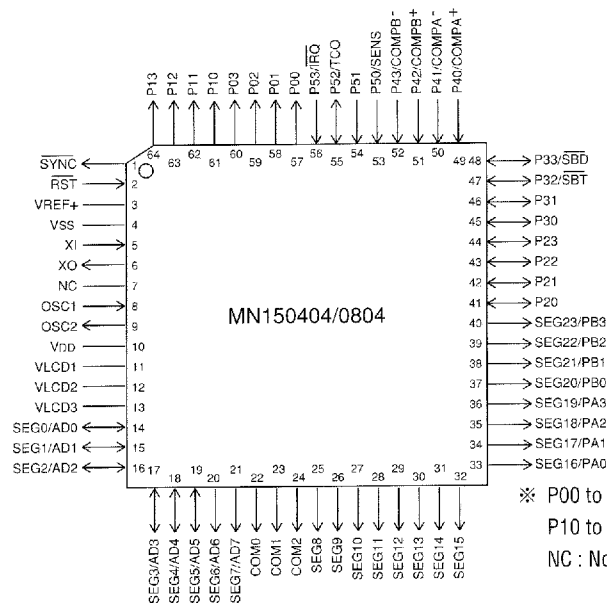 P13
P12
P11
P10
P03
P02
P01
P00
P53/IRQ
P52/TCO
P51
P50/SENS
P43/COMPB-
P42/COMPB+
P41/COMPA-
P40/COMPA+
64 63 62 61 60 59 58 57 56 55 54 53 52 51 50 49
SYNC 1
RST 2
VREF+ 3
VSS 4
XI 5
XO 6
NC 7
OSC1 8
OSC2 9
VDD 10
VLCD1 11
VLCD2 12
VLCD3 13
SEG0/AD0 14
SEG1/AD1 15
SEG2/AD2 16
MN150404/0804
48 P33/SBD
47 P32/SBT
46 P31
45 P30
44 P23
43 P22
42 P21
41 P20
40 SEG23/PB3
39 SEG22/PB2
38 SEG21/PB1
37 SEG20/PB0
36 SEG19/PA3
35 SEG18/PA2
34 SEG17/PA1
33 SEG16/PA0
17 18 19 20 21 22 23 24 25 26 27 28 29 30 31 32
SEG3/AD3
SEG4/AD4
SEG5/AD5
SEG6/AD6
SEG7/AD7
COM0
COM1
COM2
SEG8
SEG9
SEG10
SEG11
SEG12
SEG13
SEG14
SEG15
※ P00 to
P10 to
NC : No